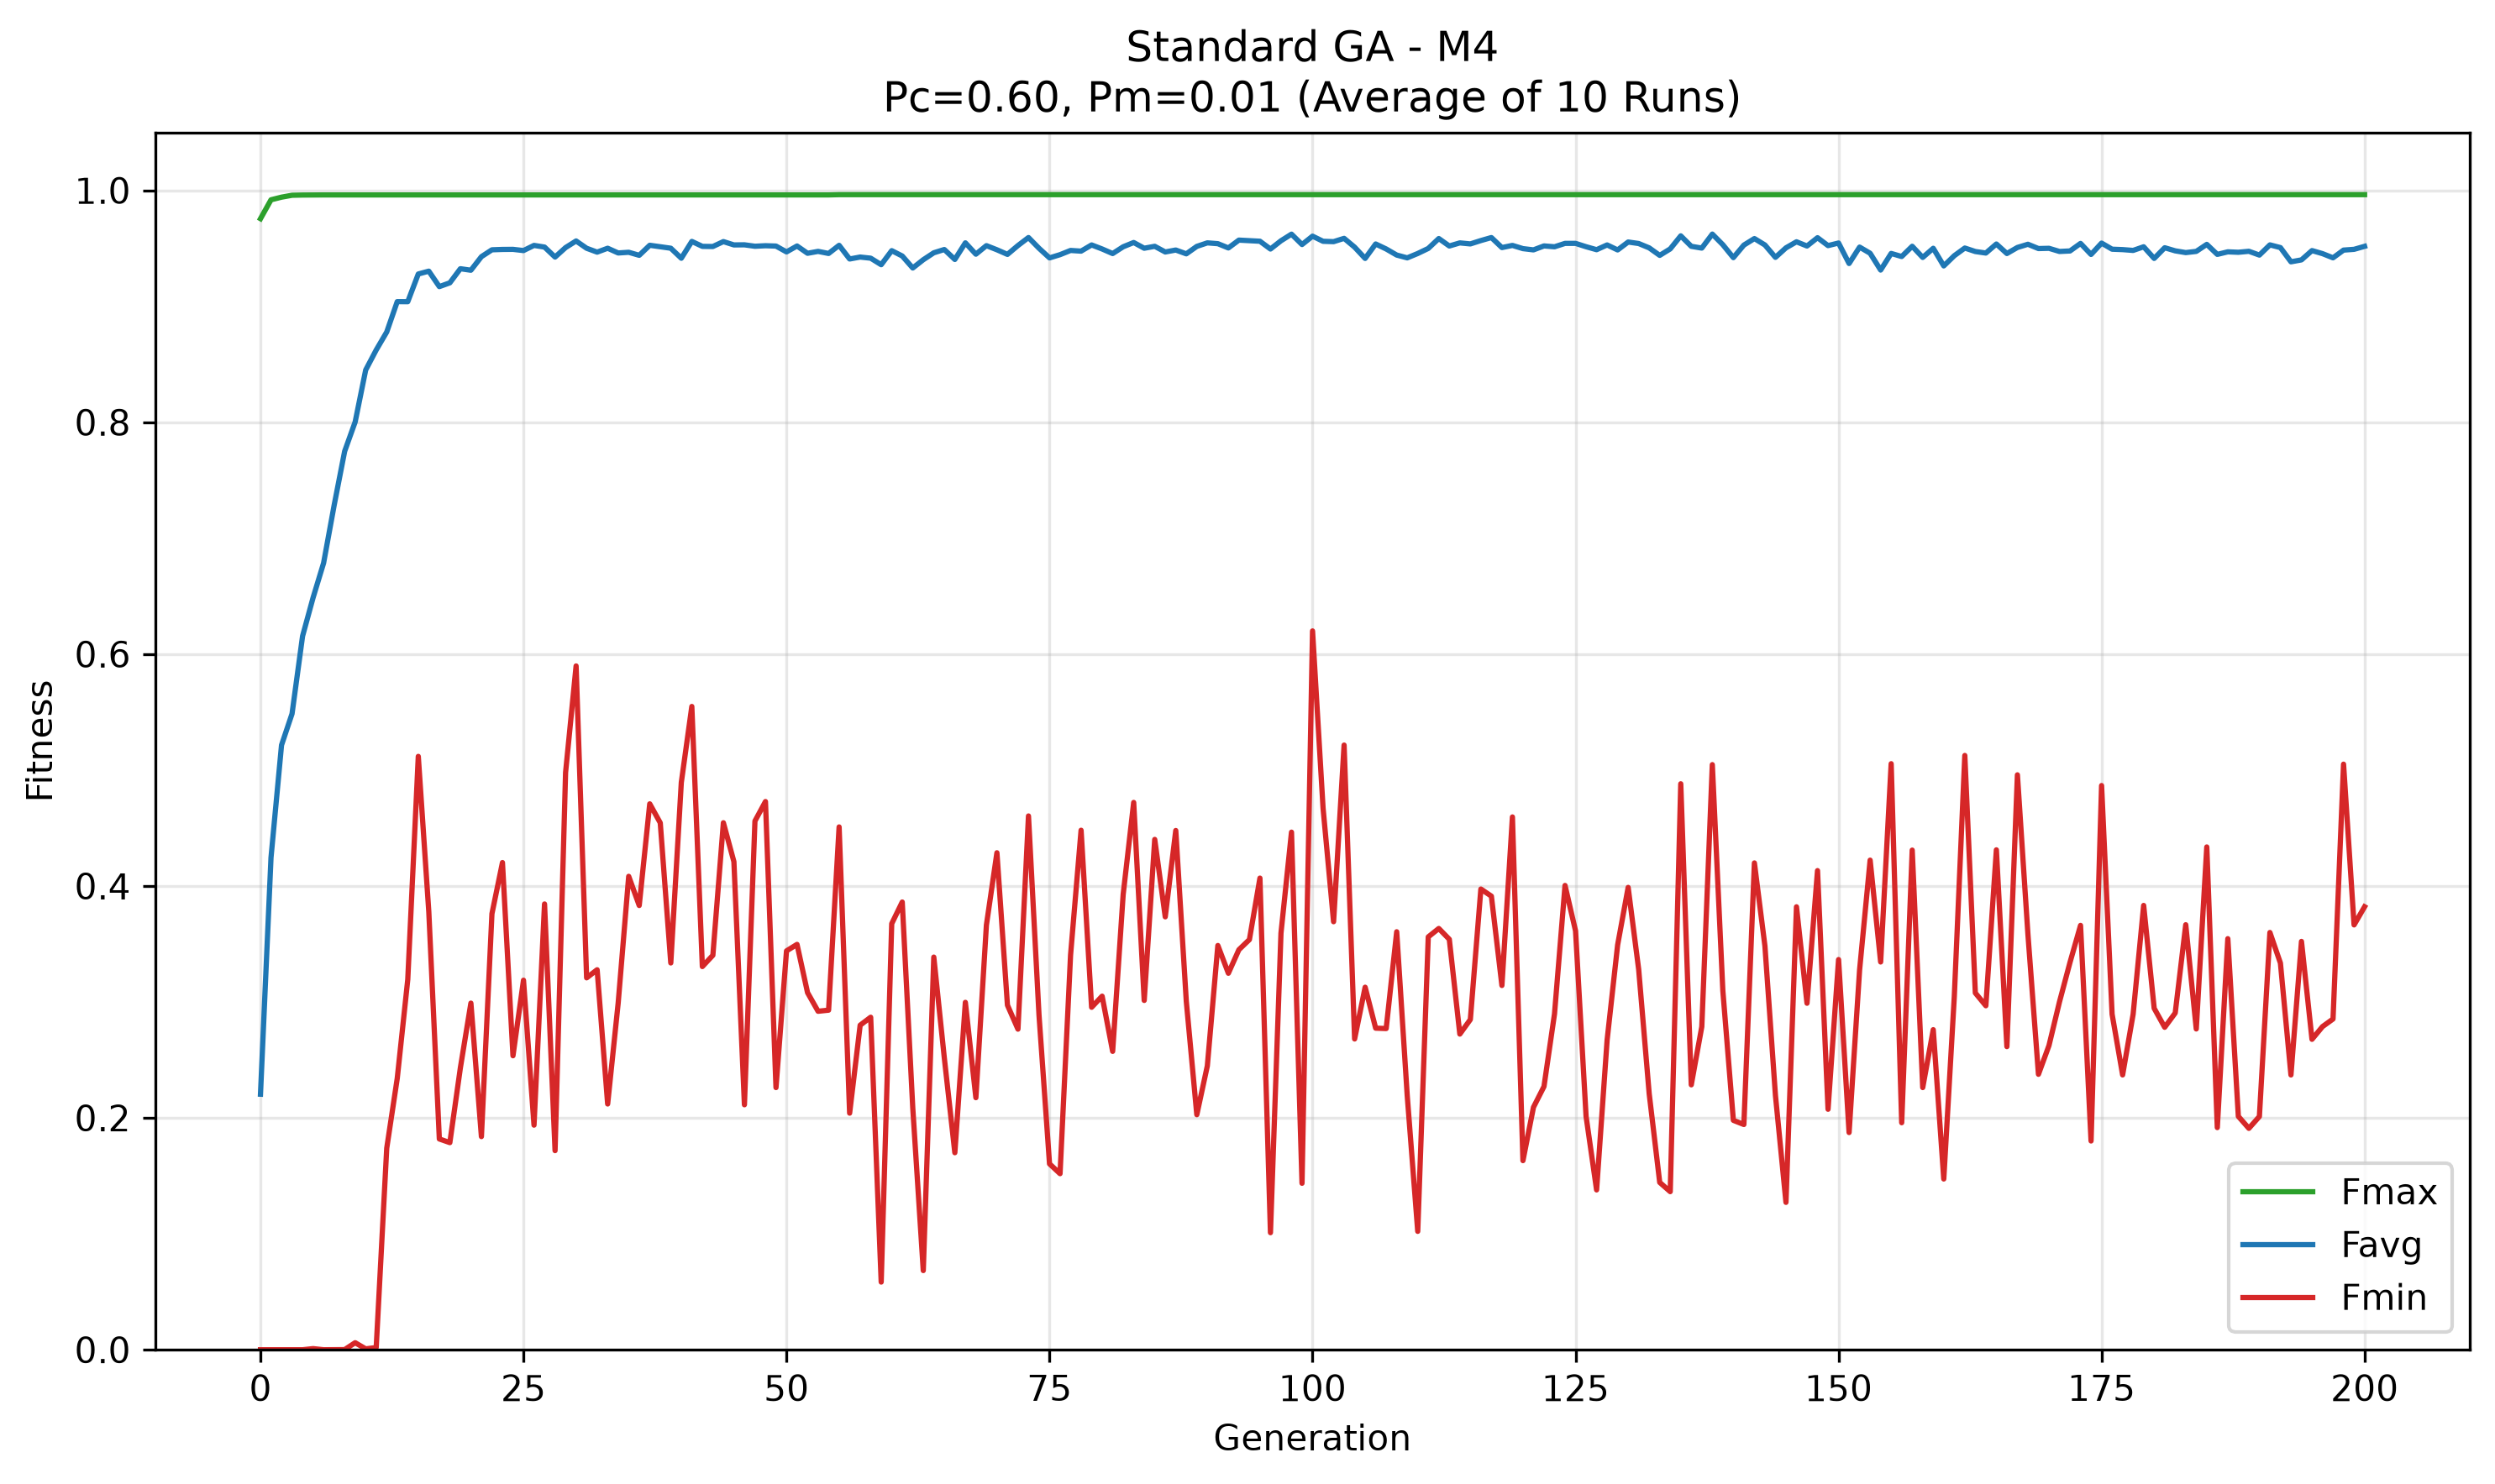 Standard GA - M4
Pc=0.60, Pm=0.01 (Average of 10 Runs)
1.0
0.8
0.6
0.4
0.2
0.0
Fitness
Fmax
Favg
Fmin
0 25 50 75 100 125 150 175 200
Generation